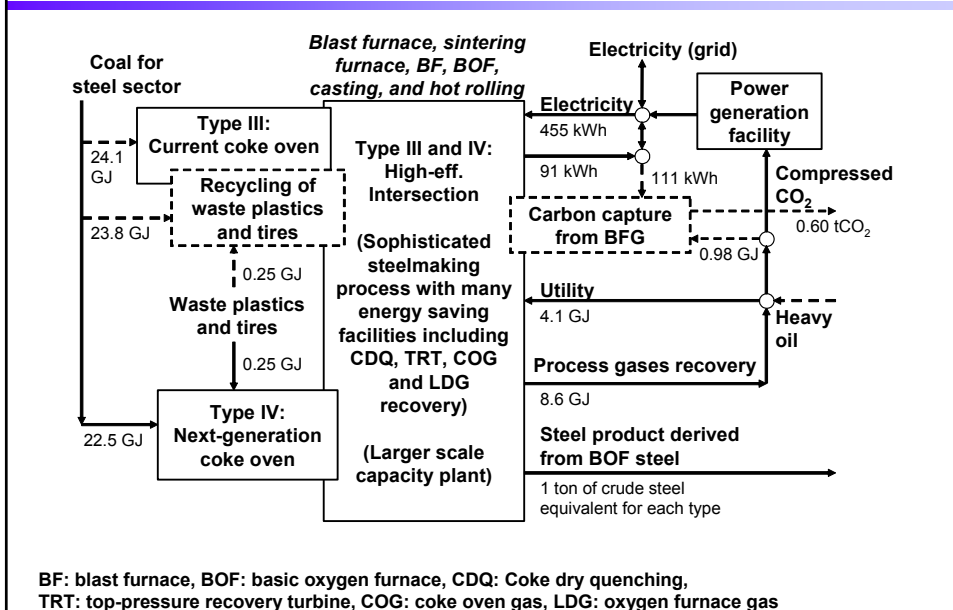 Blast furnace, sintering
furnace, BF, BOF,
casting, and hot rolling
Electricity (grid)
Coal for
steel sector
Power
generation
facility
Type III:
Current coke oven
24.1
GJ
Recycling of
waste plastics
and tires
23.8 GJ
0.25 GJ
Waste plastics
and tires
0.25 GJ
Type IV:
Next-generation
coke oven
22.5 GJ
Type III and IV:
High-eff.
Intersection
(Sophisticated
steelmaking
process with many
energy saving
facilities including
CDQ, TRT, COG
and LDG
recovery)
(Larger scale
capacity plant)
Electricity
455 kWh
91 kWh
111 kWh
Compressed
CO2
0.60 tCO2
Carbon capture
from BFG
0.98 GJ
Utility
4.1 GJ
Heavy
oil
Process gases recovery
8.6 GJ
Steel product derived
from BOF steel
1 ton of crude steel
equivalent for each type
BF: blast furnace, BOF: basic oxygen furnace, CDQ: Coke dry quenching,
TRT: top-pressure recovery turbine, COG: coke oven gas, LDG: oxygen furnace gas